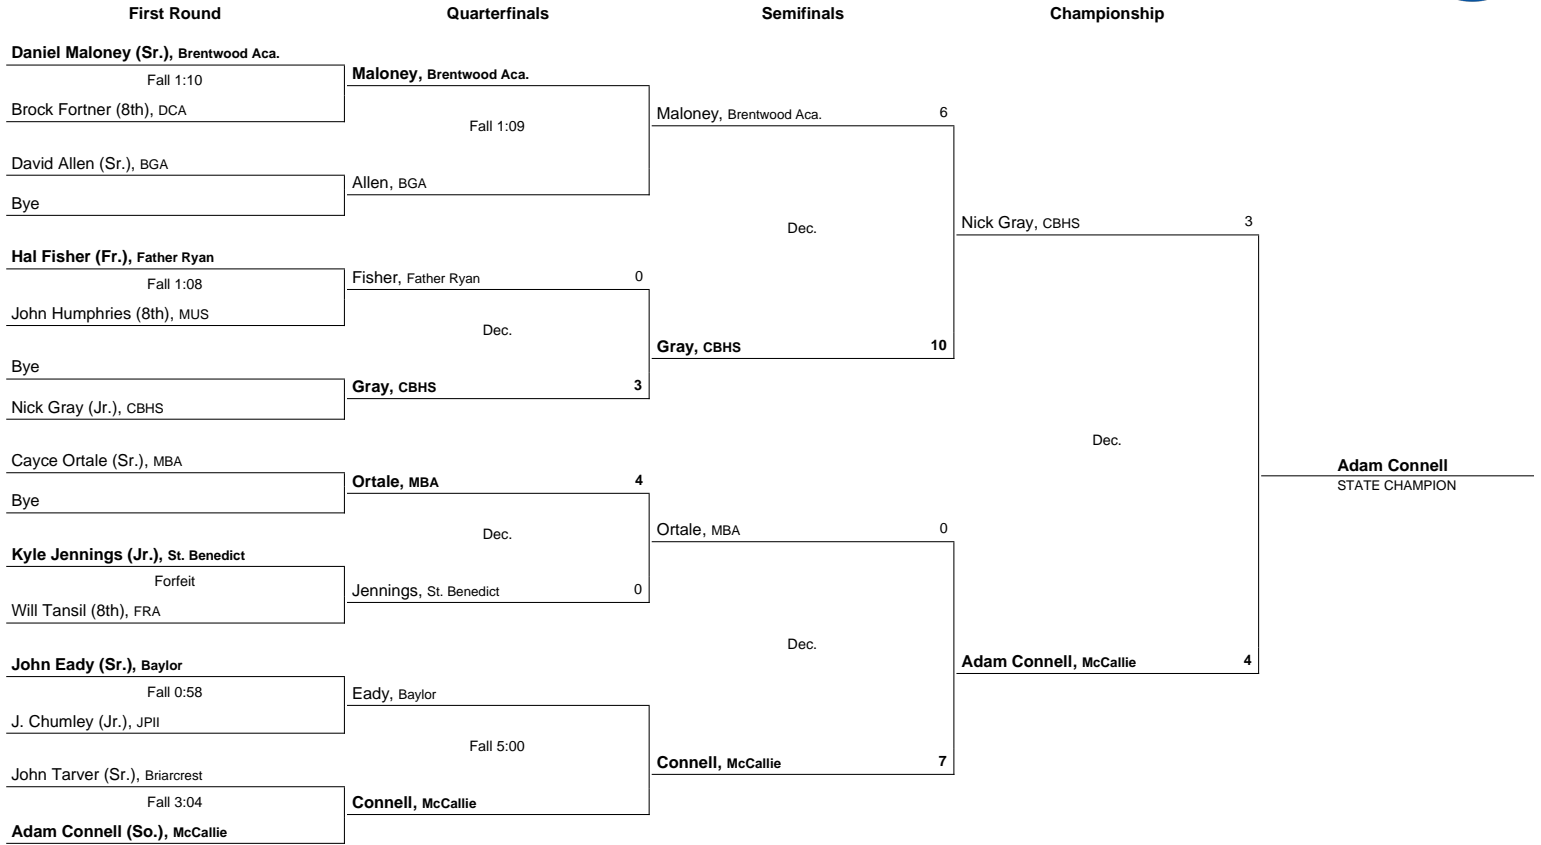 First Round
Quarterfinals
Semifinals
Championship
Daniel Maloney (Sr.), Brentwood Aca.
Fall 1:10
Brock Fortner (8th), DCA
David Allen (Sr.), BGA
Bye
Hal Fisher (Fr.), Father Ryan
Fall 1:08
John Humphries (8th), MUS
Bye
Nick Gray (Jr.), CBHS
Cayce Ortale (Sr.), MBA
Bye
Kyle Jennings (Jr.), St. Benedict
Forfeit
Will Tansil (8th), FRA
John Eady (Sr.), Baylor
Fall 0:58
J. Chumley (Jr.), JPII
John Tarver (Sr.), Briarcrest
Fall 3:04
Adam Connell (So.), McCallie
Maloney, Brentwood Aca.
Fall 1:09
Allen, BGA
Fisher, Father Ryan 0
Dec.
Gray, CBHS 3
Ortale, MBA 4
Dec.
Jennings, St. Benedict 0
Eady, Baylor
Fall 5:00
Connell, McCallie
Maloney, Brentwood Aca. 6
Dec.
Gray, CBHS 10
Ortale, MBA 0
Dec.
Connell, McCallie 7
Nick Gray, CBHS 3
Dec.
Adam Connell, McCallie 4
Adam Connell
STATE CHAMPION